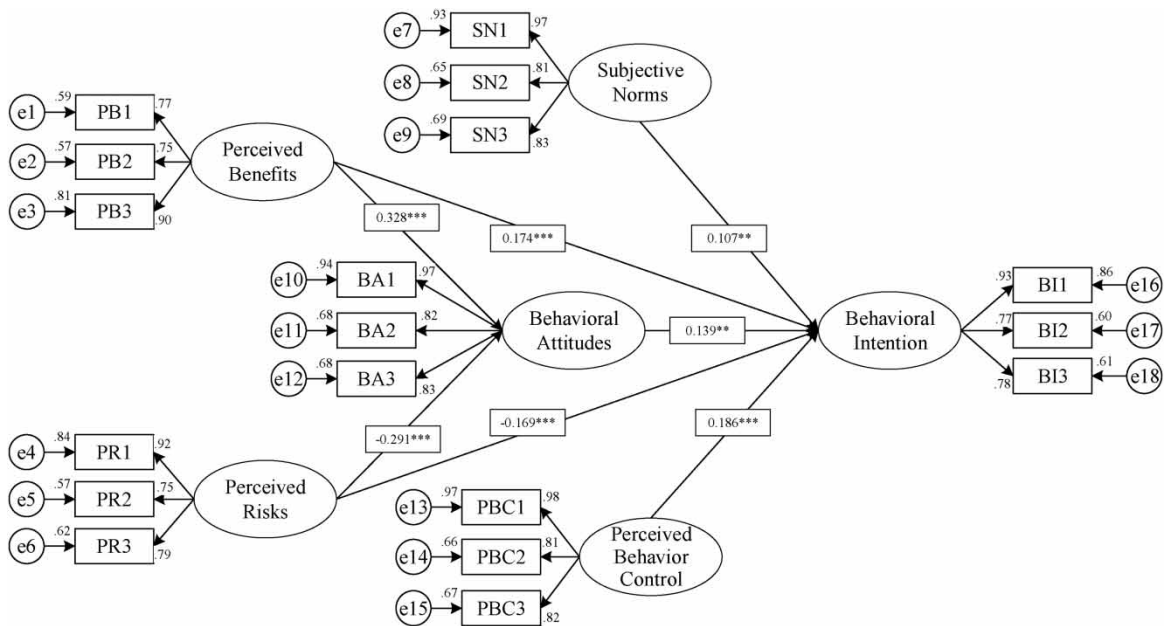 e7
.93
SN1
.97
e8
.65
SN2
.81
e9
.69
SN3
.83
Subjective
Norms
e1
.59
PB1
.77
e2
.57
PB2
.75
e3
.81
PB3
.90
Perceived
Benefits
0.328***
0.174***
0.107**
e10
.94
BA1
.97
e11
.68
BA2
.82
e12
.68
BA3
.83
Behavioral
Attitudes
0.139**
Behavioral
Intention
.93
BI1
.86
e16
.77
BI2
.60
e17
.78
BI3
.61
e18
-0.291***
-0.169***
0.186***
e4
.84
PR1
.92
e5
.57
PR2
.75
e6
.62
PR3
.79
Perceived
Risks
e13
.97
PBC1
.98
e14
.66
PBC2
.81
e15
.67
PBC3
.82
Perceived
Behavior
Control